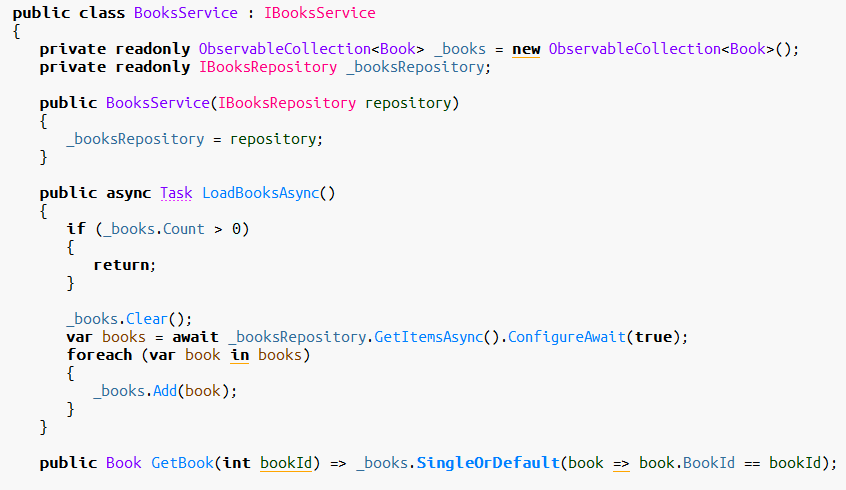 public class BooksService : IBooksService
{
private readonly ObservableCollection<Book> _books = new ObservableCollection<Book>();
private readonly IBooksRepository _booksRepository;
public BooksService(IBooksRepository repository)
{
_booksRepository = repository;
}
public async Task LoadBooksAsync()
{
if (_books.Count > 0)
{
return;
}
_books.Clear();
var books = await _booksRepository.GetItemsAsync().ConfigureAwait(true);
foreach (var book in books)
{
_books.Add(book);
}
}
public Book GetBook(int bookId) => _books.SingleOrDefault(book => book.BookId == bookId);